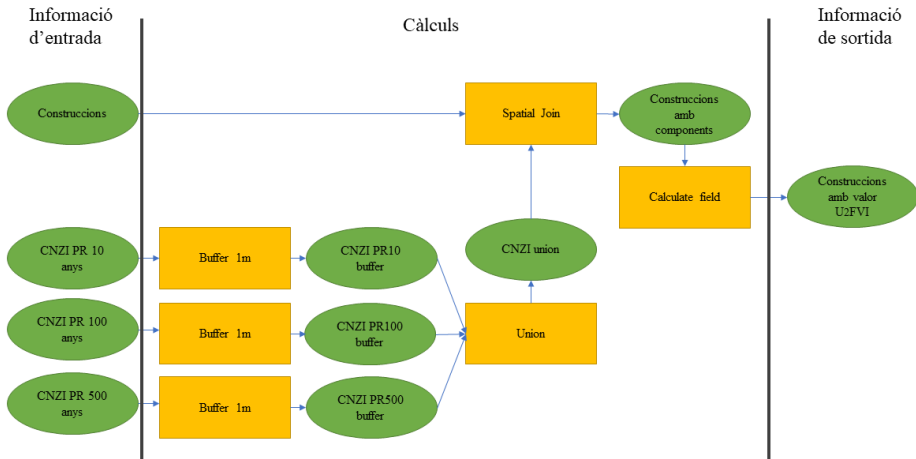 Informació
d'entrada
Càlculs
Informació
de sortida
Construccions
Spatial Join
Construccions
amb
components
Calculate field
Construccions
amb valor
U2FVI
CNZI PR 10
anys
Buffer 1m
CNZI PR10
buffer
CNZI union
CNZI PR 100
anys
Buffer 1m
CNZI PR100
buffer
Union
CNZI PR 500
anys
Buffer 1m
CNZI PR500
buffer